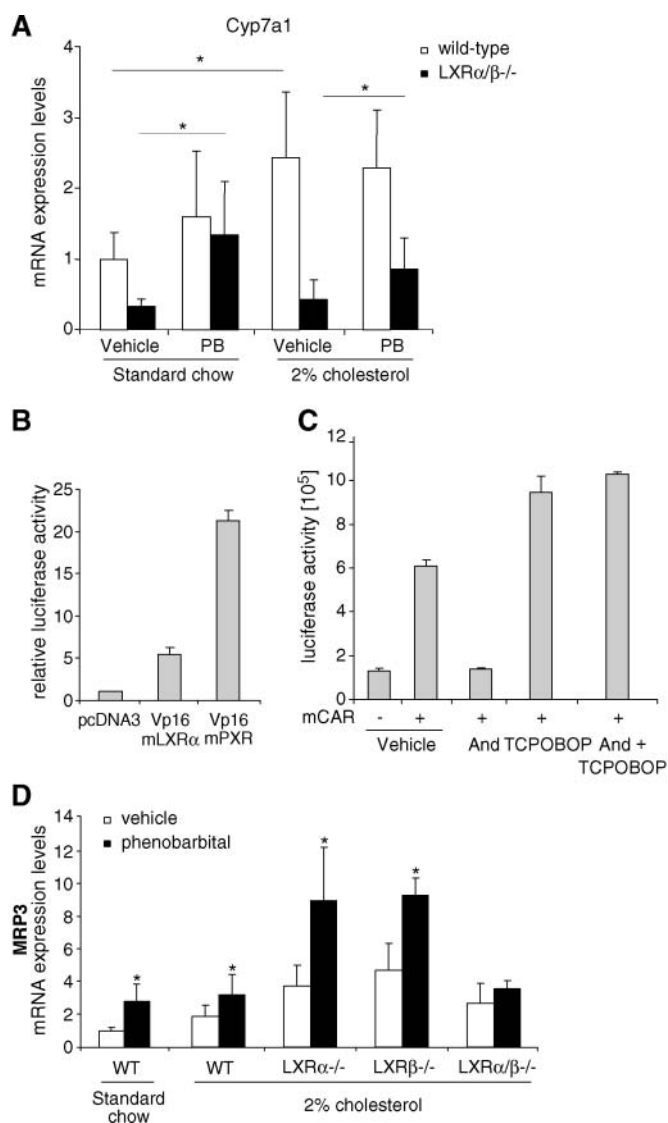 A
Cyp7a1
wild-type
LXRα/β-/-
mRNA expression levels
4
3
2
1
0
*
*
*
Vehicle PB Vehicle PB
Standard chow 2% cholesterol
B
relative luciferase activity
25
20
15
10
5
0
pcDNA3 Vp16 Vp16
mLXRα mPXR
C
luciferase activity [10⁵]
12
10
8
6
4
2
0
mCAR - + + + +
Vehicle And TCPOBOP And +
TCPOBOP
D
vehicle
phenobarbital
MRP3
mRNA expression levels
14
12
10
8
6
4
2
0
* * * *
WT WT LXRα-/- LXRβ-/- LXRα/β-/-
Standard
chow
2% cholesterol